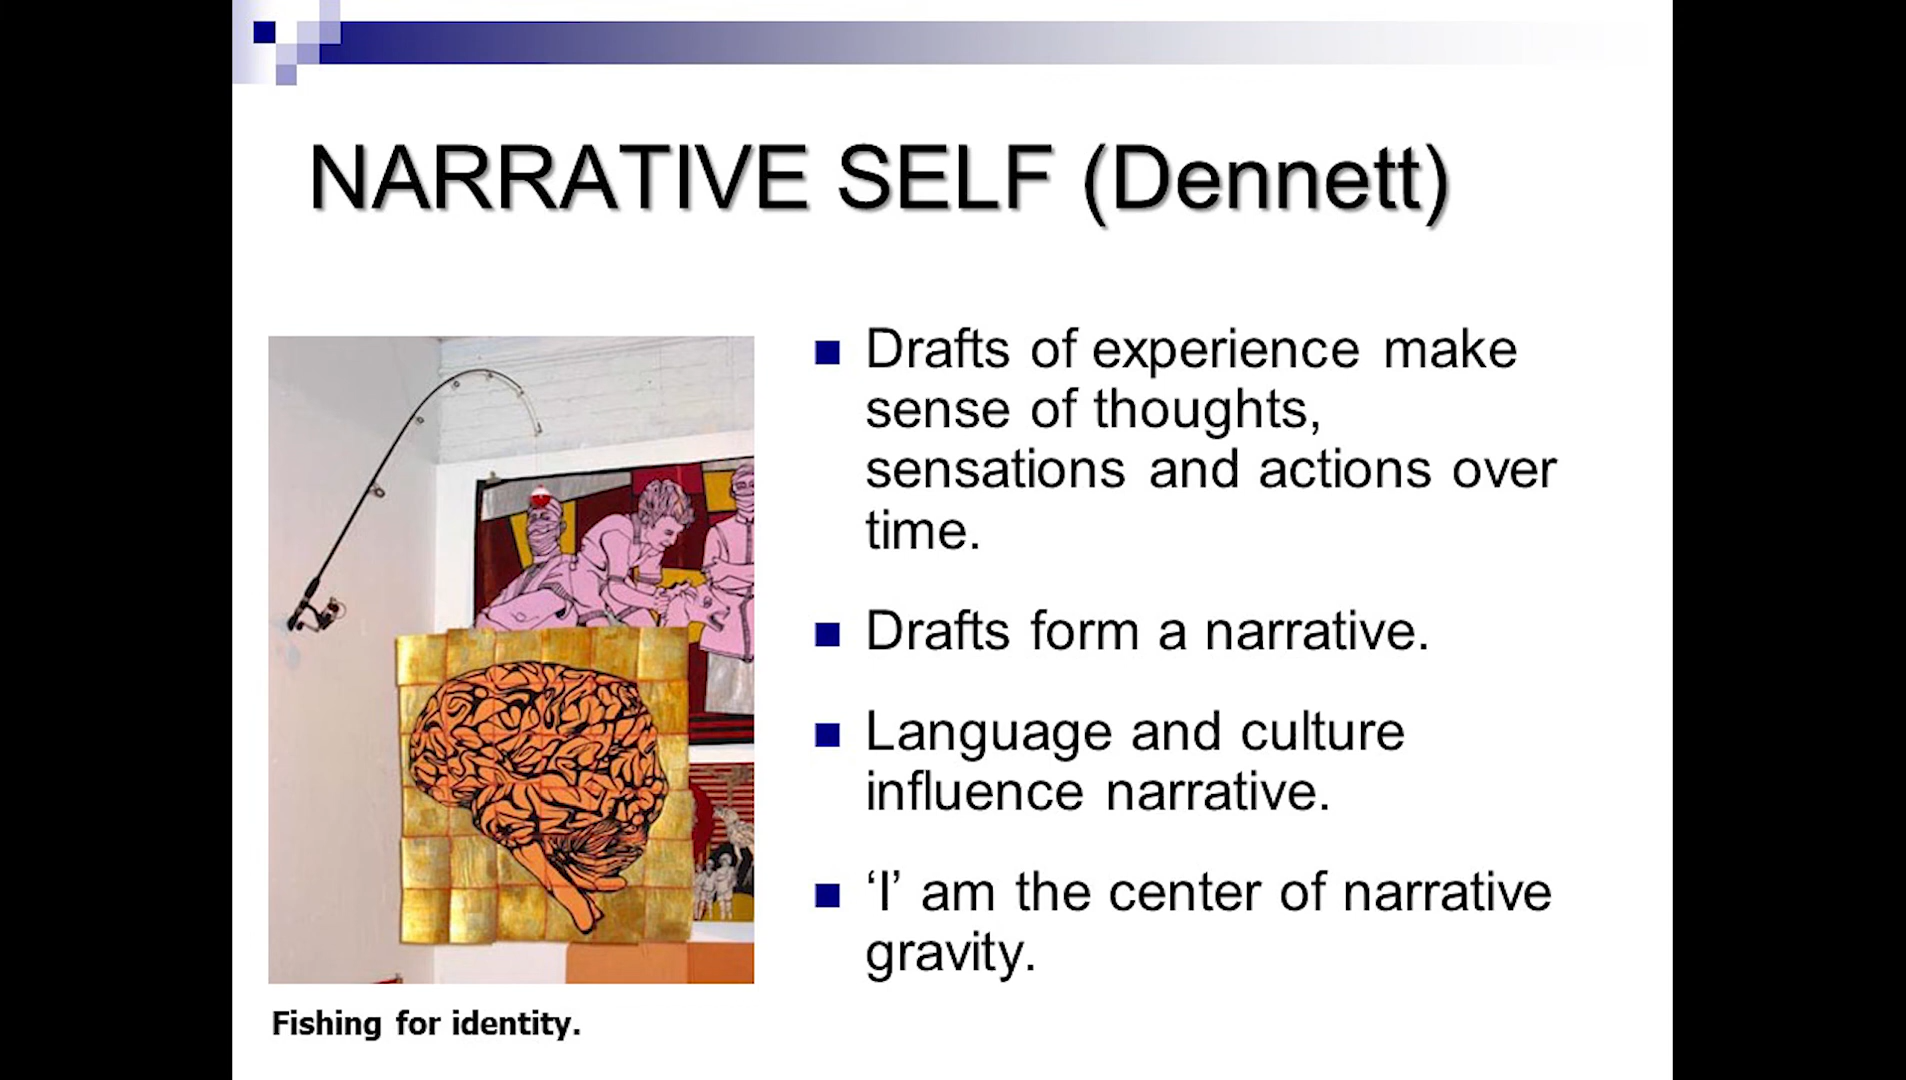 NARRATIVE SELF (Dennett)
Drafts of experience make
sense of thoughts,
sensations and actions over
time.
Drafts form a narrative.
Language and culture
influence narrative.
‘I’ am the center of narrative
gravity.
Fishing for identity.